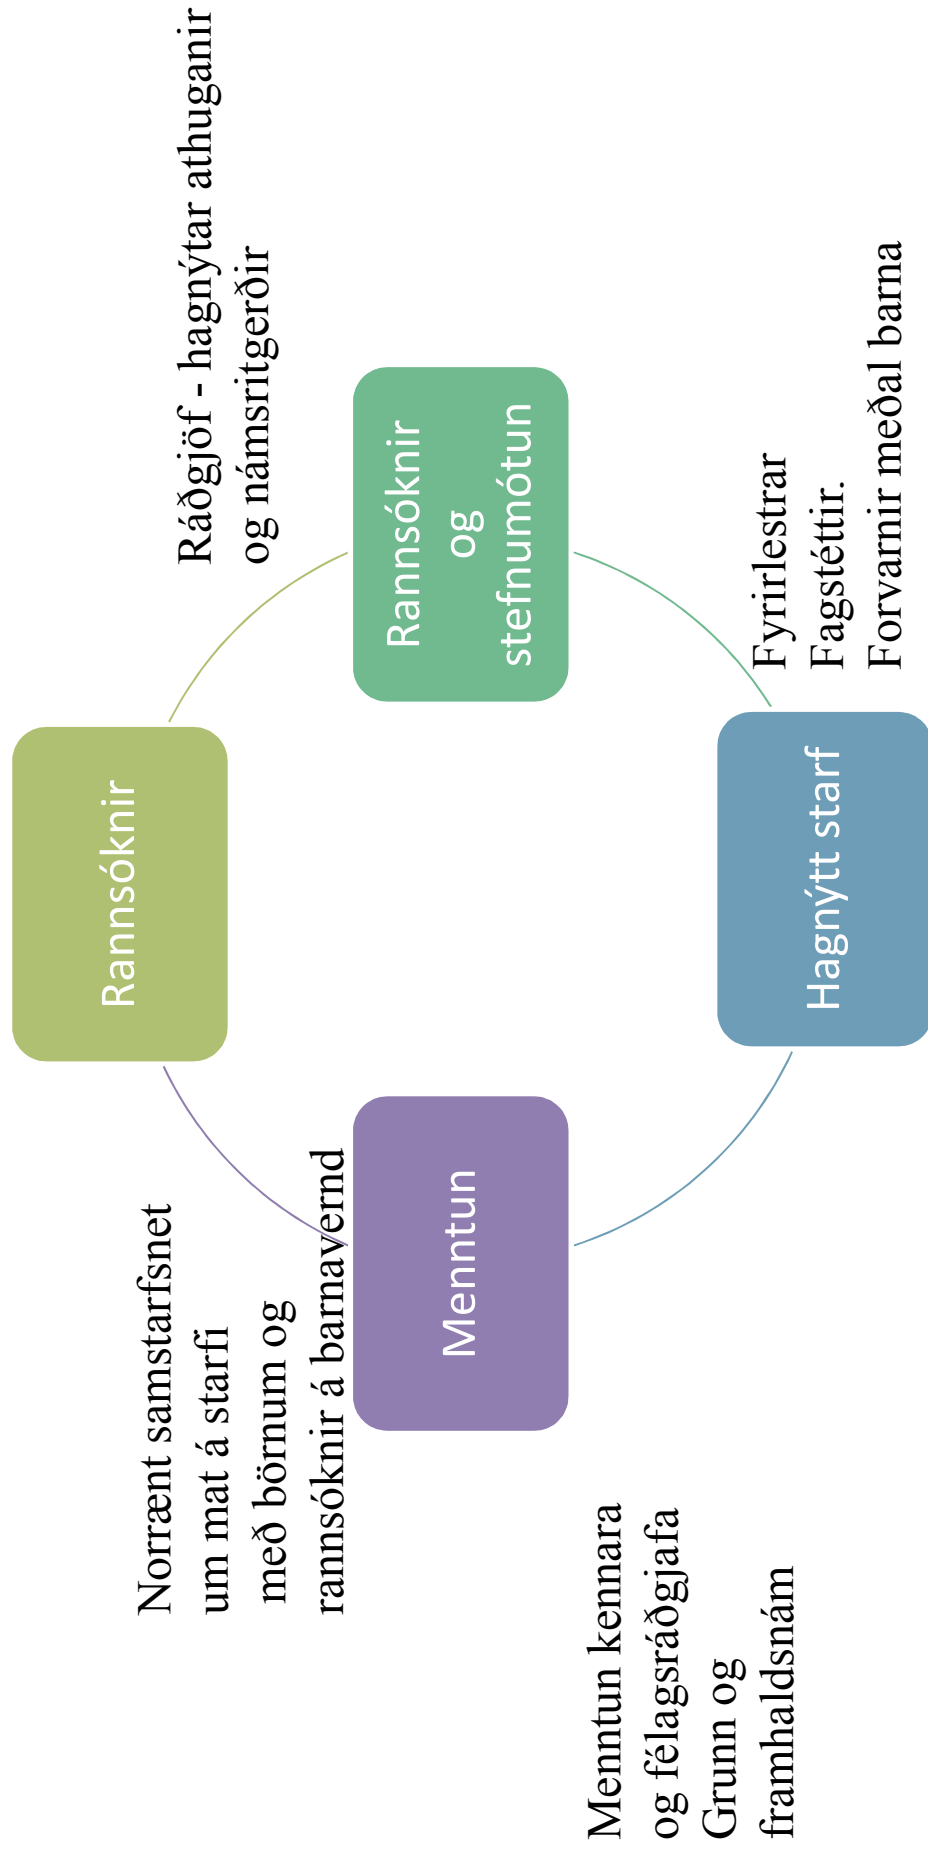 Rannsóknir
Ráðgjöf - hagnýtar athuganir
og námsritgerðir
Norrænt samstarfsnet
um mat á starfi
með börnum og
rannsóknir á barnavernd
Menntun
Rannsóknir
og
stefnumótun
Menntun kennara
og félagsráðgjafa
Grunn og
framhaldsnám
Hagnýtt starf
Fyrirlestrar
Fagstéttir.
Forvarnir meðal barna